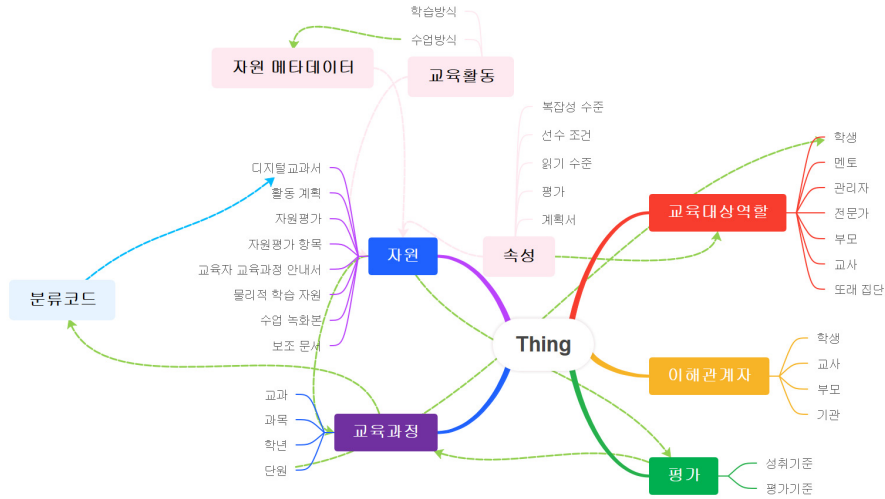 학습방식
수업방식
자원 메타데이터
교육활동
복잡성 수준
선수 조건
읽기 수준
평가
계획서
속성
디지털교과서
활동 계획
자원평가
자원평가 항목
교육자 교육과정 안내서
물리적 학습 자원
수업 녹화본
보조 문서
자원
분류코드
교과
과목
학년
단원
교육과정
Thing
교육대상역할
학생
멘토
관리자
전문가
부모
교사
또래 집단
이해관계자
학생
교사
부모
기관
평가
성취기준
평가기준